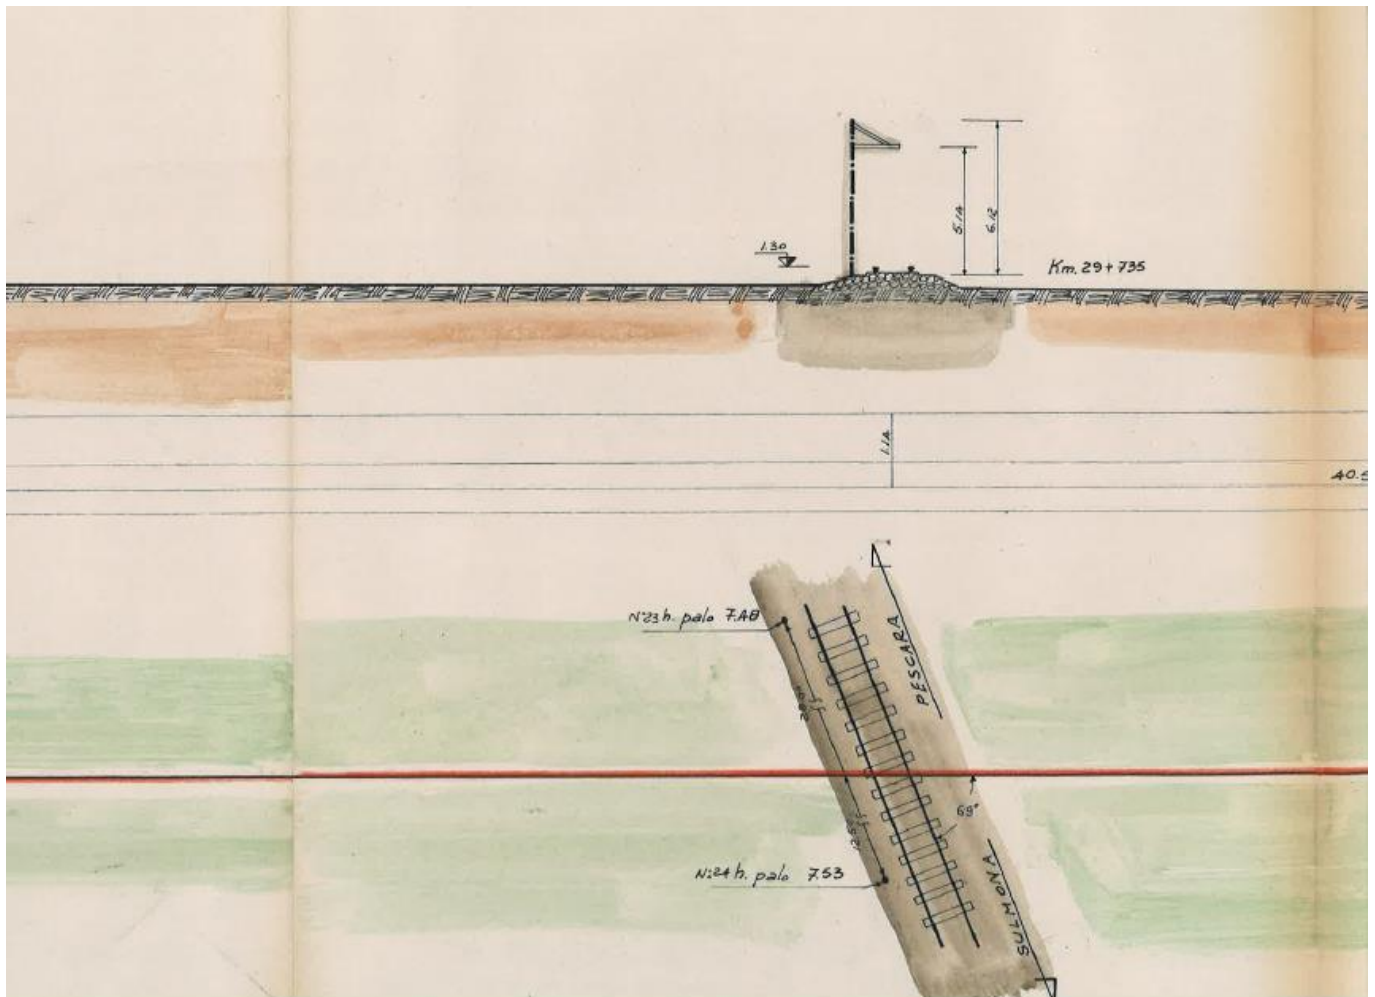 1.30
5.14
6.12
Km. 29+735
1.14
40.5
N°23 h. palo 7.48
PESCARA
69°
N°24 h. palo 7.53
SULMONA